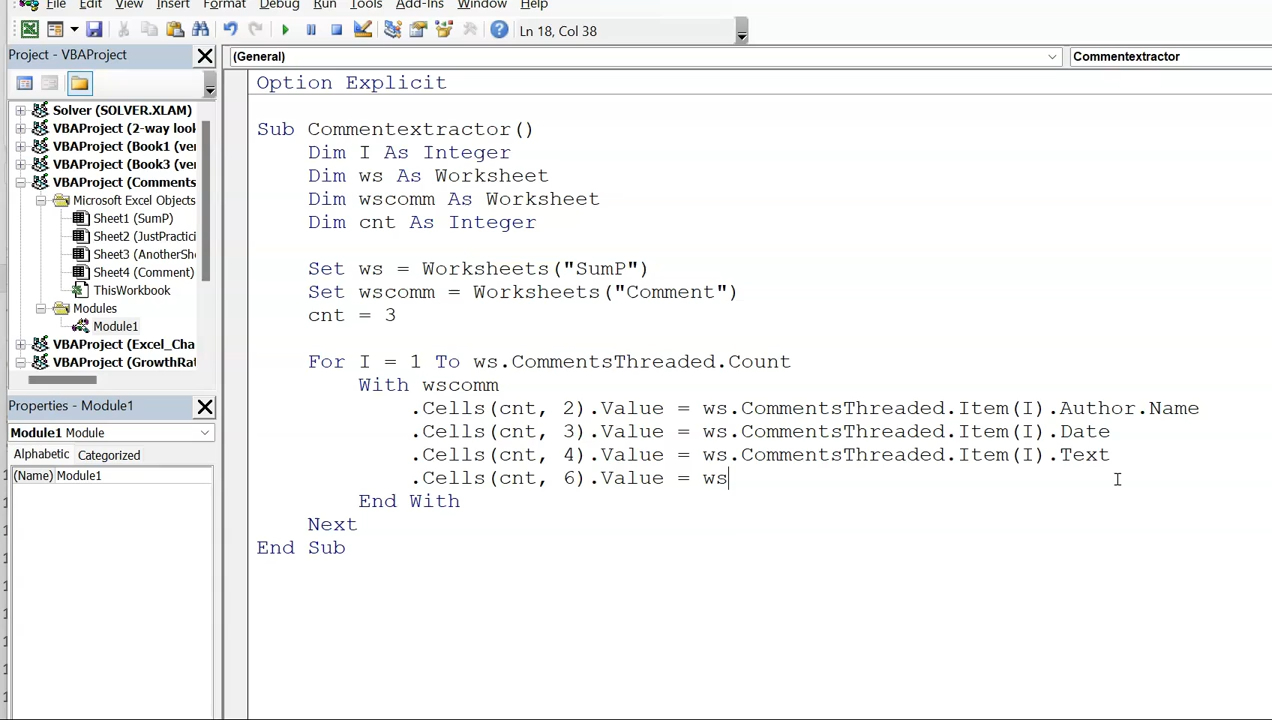 File Edit View Insert Format Debug Run Tools Add-Ins Window Help
Ln 18, Col 38
Project - VBAProject
Solver (SOLVER.XLAM)
VBAProject (2-way look
VBAProject (Book1 (ver
VBAProject (Book3 (ver
VBAProject (Comments
Microsoft Excel Objects
Sheet1 (SumP)
Sheet2 (JustPractici
Sheet3 (AnotherSh
Sheet4 (Comment)
ThisWorkbook
Modules
Module1
VBAProject (Excel_Cha
VBAProject (GrowthRat
Properties - Module1
Module1 Module
Alphabetic Categorized
(Name) Module1
(General) Commentextractor
Option Explicit
Sub Commentextractor()
Dim I As Integer
Dim ws As Worksheet
Dim wscomm As Worksheet
Dim cnt As Integer
Set ws = Worksheets("SumP")
Set wscomm = Worksheets("Comment")
cnt = 3
For I = 1 To ws.CommentsThreaded.Count
With wscomm
.Cells(cnt, 2).Value = ws.CommentsThreaded.Item(I).Author.Name
.Cells(cnt, 3).Value = ws.CommentsThreaded.Item(I).Date
.Cells(cnt, 4).Value = ws.CommentsThreaded.Item(I).Text
.Cells(cnt, 6).Value = ws
End With
Next
End Sub